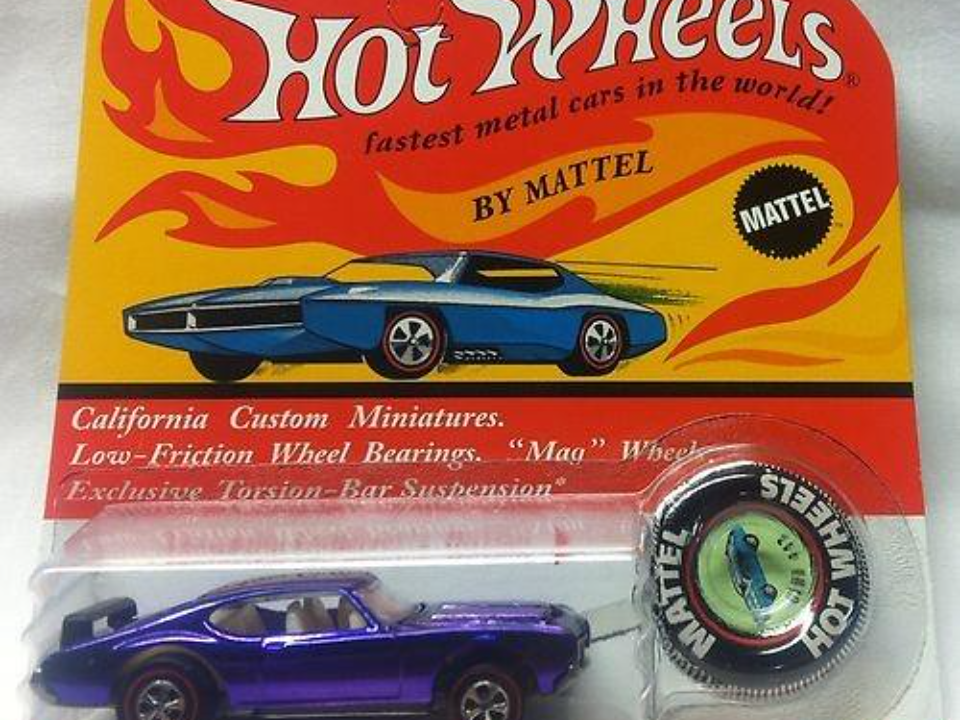 Hot Wheels®
fastest metal cars in the world!
BY MATTEL
MATTEL
California Custom Miniatures.
Low-Friction Wheel Bearings. “Mag” Wheels.
Exclusive Torsion-Bar Suspension*
MATTEL
HOT WHEELS
442